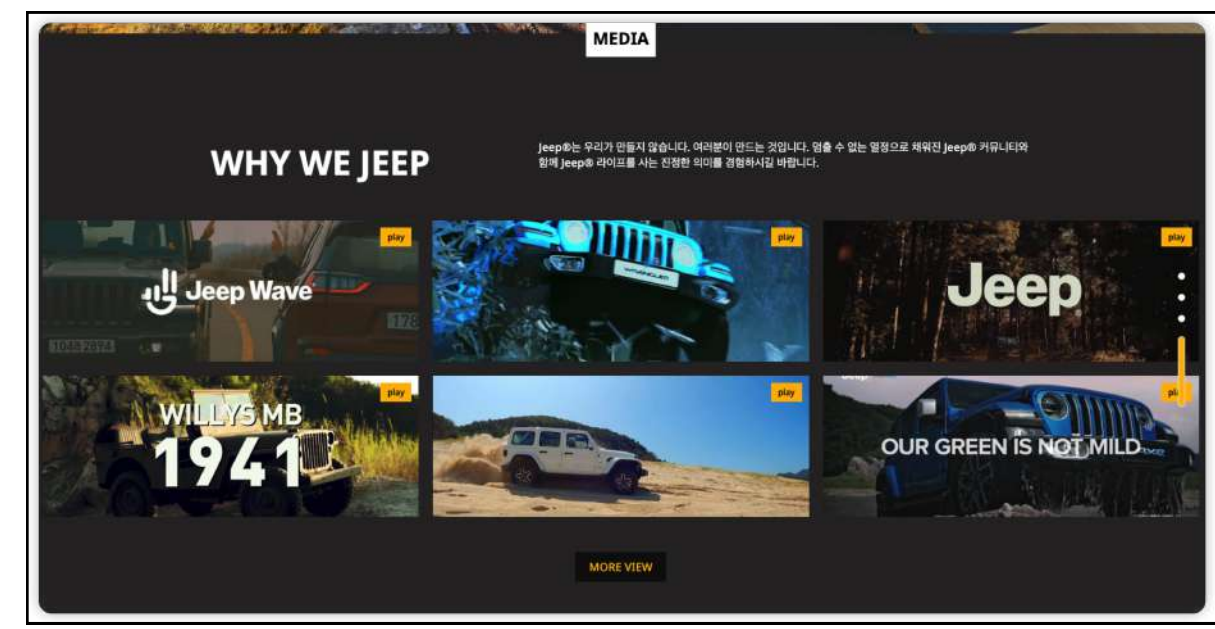 MEDIA
WHY WE JEEP
Jeep®는 우리가 만들지 않습니다. 여러분이 만드는 것입니다. 멈출 수 없는 열정으로 채워진 Jeep® 커뮤니티와
함께 Jeep® 라이프를 사는 진정한 의미를 경험하시길 바랍니다.
play
Jeep Wave
178
play
WRANGLER
play
Jeep
play
WILLYS MB
1941
play
OUR GREEN IS NOT MILD
MORE VIEW